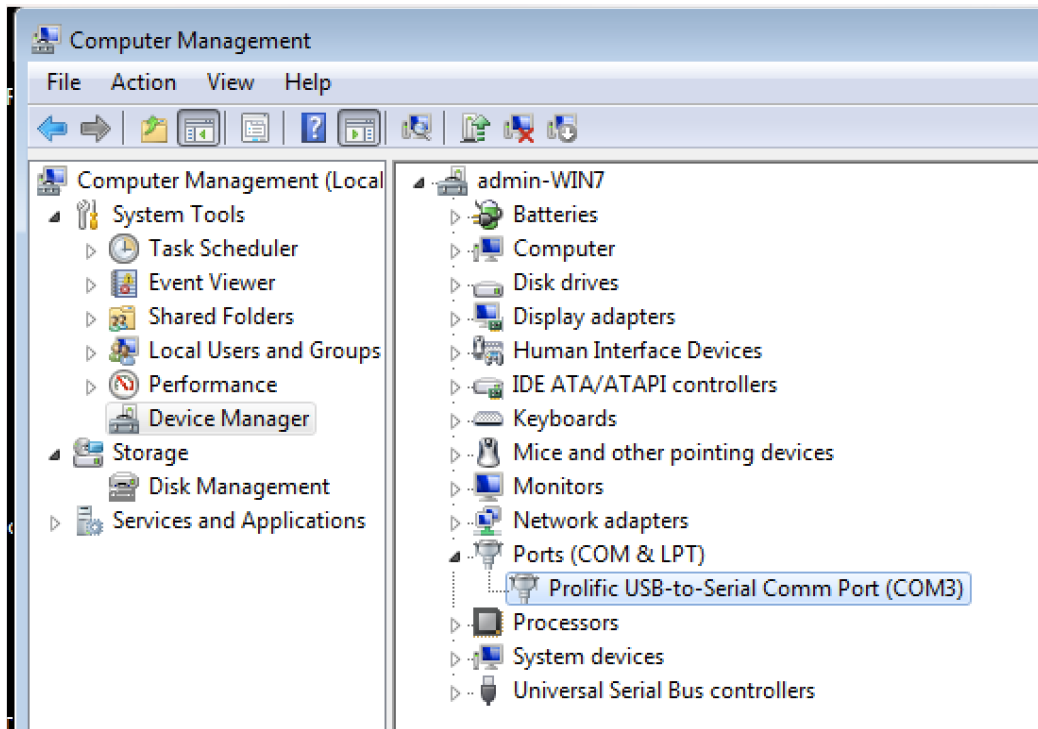 Computer Management
File Action View Help
Computer Management (Local
System Tools
Task Scheduler
Event Viewer
Shared Folders
Local Users and Groups
Performance
Device Manager
Storage
Disk Management
Services and Applications
admin-WIN7
Batteries
Computer
Disk drives
Display adapters
Human Interface Devices
IDE ATA/ATAPI controllers
Keyboards
Mice and other pointing devices
Monitors
Network adapters
Ports (COM & LPT)
Prolific USB-to-Serial Comm Port (COM3)
Processors
System devices
Universal Serial Bus controllers